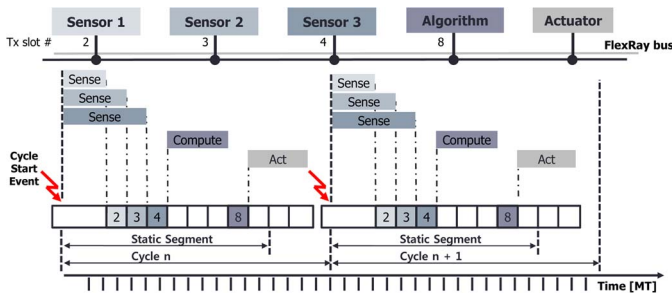 Sensor 1 Sensor 2 Sensor 3 Algorithm Actuator
Tx slot # 2 3 4 8 FlexRay bus
Sense Sense
Sense Sense
Sense Sense
Compute Compute
Act Act
Cycle
Start
Event
2 3 4 8 2 3 4 8
Static Segment Static Segment
Cycle n Cycle n + 1
Time [MT]